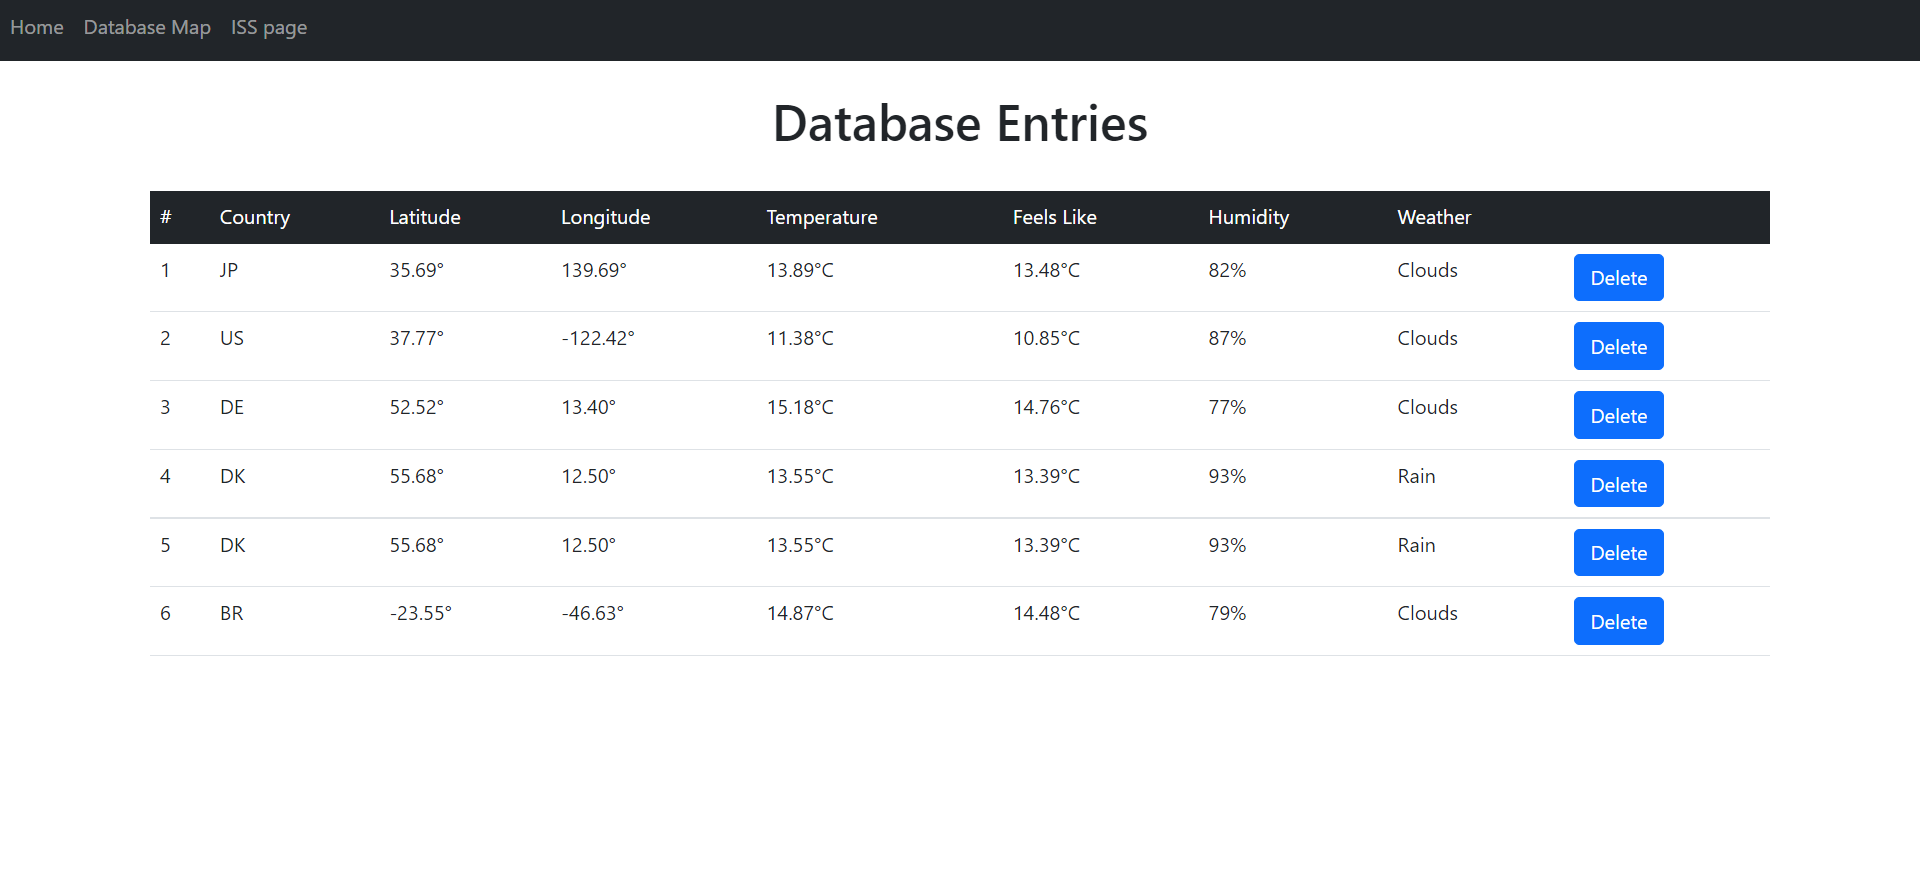 Home Database Map ISS page
Database Entries
# Country Latitude Longitude Temperature Feels Like Humidity Weather
1 JP 35.69° 139.69° 13.89°C 13.48°C 82% Clouds Delete
2 US 37.77° -122.42° 11.38°C 10.85°C 87% Clouds Delete
3 DE 52.52° 13.40° 15.18°C 14.76°C 77% Clouds Delete
4 DK 55.68° 12.50° 13.55°C 13.39°C 93% Rain Delete
5 DK 55.68° 12.50° 13.55°C 13.39°C 93% Rain Delete
6 BR -23.55° -46.63° 14.87°C 14.48°C 79% Clouds Delete